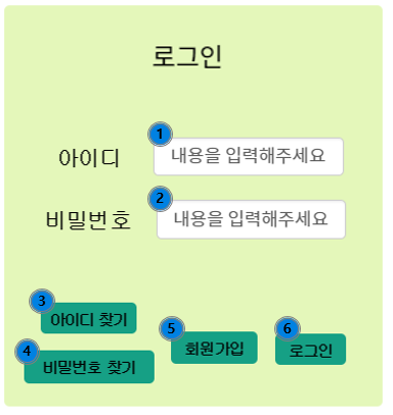 로그인
1
아이디 내용을 입력해주세요
2
비밀번호 내용을 입력해주세요
3
아이디 찾기
5
회원가입
6
로그인
4
비밀번호 찾기